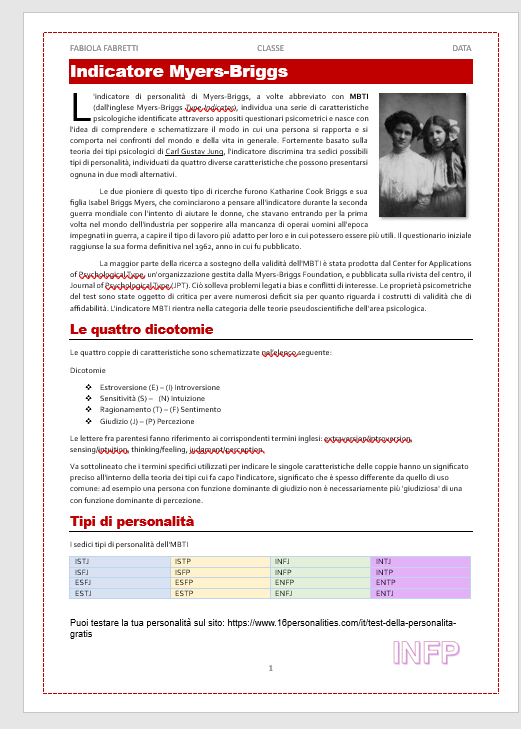 FABIOLA FABRETTI CLASSE DATA
Indicatore Myers-Briggs
L'indicatore di personalità di Myers-Briggs, a volte abbreviato con MBTI
(dall'inglese Myers-Briggs Type Indicator), individua una serie di caratteristiche
psicologiche identificate attraverso appositi questionari psicometrici e nasce con
l'idea di comprendere e schematizzare il modo in cui una persona si rapporta e si
comporta nei confronti del mondo e della vita in generale. Fortemente basato sulla
teoria dei tipi psicologici di Carl Gustav Jung, l'indicatore discrimina tra sedici possibili
tipi di personalità, individuati da quattro diverse caratteristiche che possono presentarsi
ognuna in due modi alternativi.
Le due pioniere di questo tipo di ricerche furono Katharine Cook Briggs e sua
figlia Isabel Briggs Myers, che cominciarono a pensare all'indicatore durante la seconda
guerra mondiale con l'intento di aiutare le donne, che stavano entrando per la prima
volta nel mondo dell'industria per sopperire alla mancanza di operai uomini all'epoca
impegnati in guerra, a capire il tipo di lavoro più adatto per loro e in cui potessero essere più utili. Il questionario iniziale
raggiunse la sua forma definitiva nel 1962, anno in cui fu pubblicato.
La maggior parte della ricerca a sostegno della validità dell'MBTI è stata prodotta dal Center for Applications
of Psychological Type, un'organizzazione gestita dalla Myers-Briggs Foundation, e pubblicata sulla rivista del centro, il
Journal of Psychological Type (JPT). Ciò solleva problemi legati a bias e conflitti di interesse. Le proprietà psicometriche
del test sono state oggetto di critica per avere numerosi deficit sia per quanto riguarda i costrutti di validità che di
affidabilità. L'indicatore MBTI rientra nella categoria delle teorie pseudoscientifiche dell'area psicologica.
Le quattro dicotomie
Le quattro coppie di caratteristiche sono schematizzate nell'elenco seguente:
Dicotomie
❖ Estroversione (E) – (I) Introversione
❖ Sensitività (S) – (N) Intuizione
❖ Ragionamento (T) – (F) Sentimento
❖ Giudizio (J) – (P) Percezione
Le lettere fra parentesi fanno riferimento ai corrispondenti termini inglesi: extraversion/introversion,
sensing/intuition, thinking/feeling, judgment/perception.
Va sottolineato che i termini specifici utilizzati per indicare le singole caratteristiche delle coppie hanno un significato
preciso all'interno della teoria dei tipi cui fa capo l'indicatore, significato che è spesso differente da quello di uso
comune: ad esempio una persona con funzione dominante di giudizio non è necessariamente più 'giudiziosa' di una
con funzione dominante di percezione.
Tipi di personalità
I sedici tipi di personalità dell'MBTI
ISTJ ISTP INFJ INTJ
ISFJ ISFP INFP INTP
ESFJ ESFP ENFP ENTP
ESTJ ESTP ENFJ ENTJ
Puoi testare la tua personalità sul sito: https://www.16personalities.com/it/test-della-personalita-
gratis
INFP
1